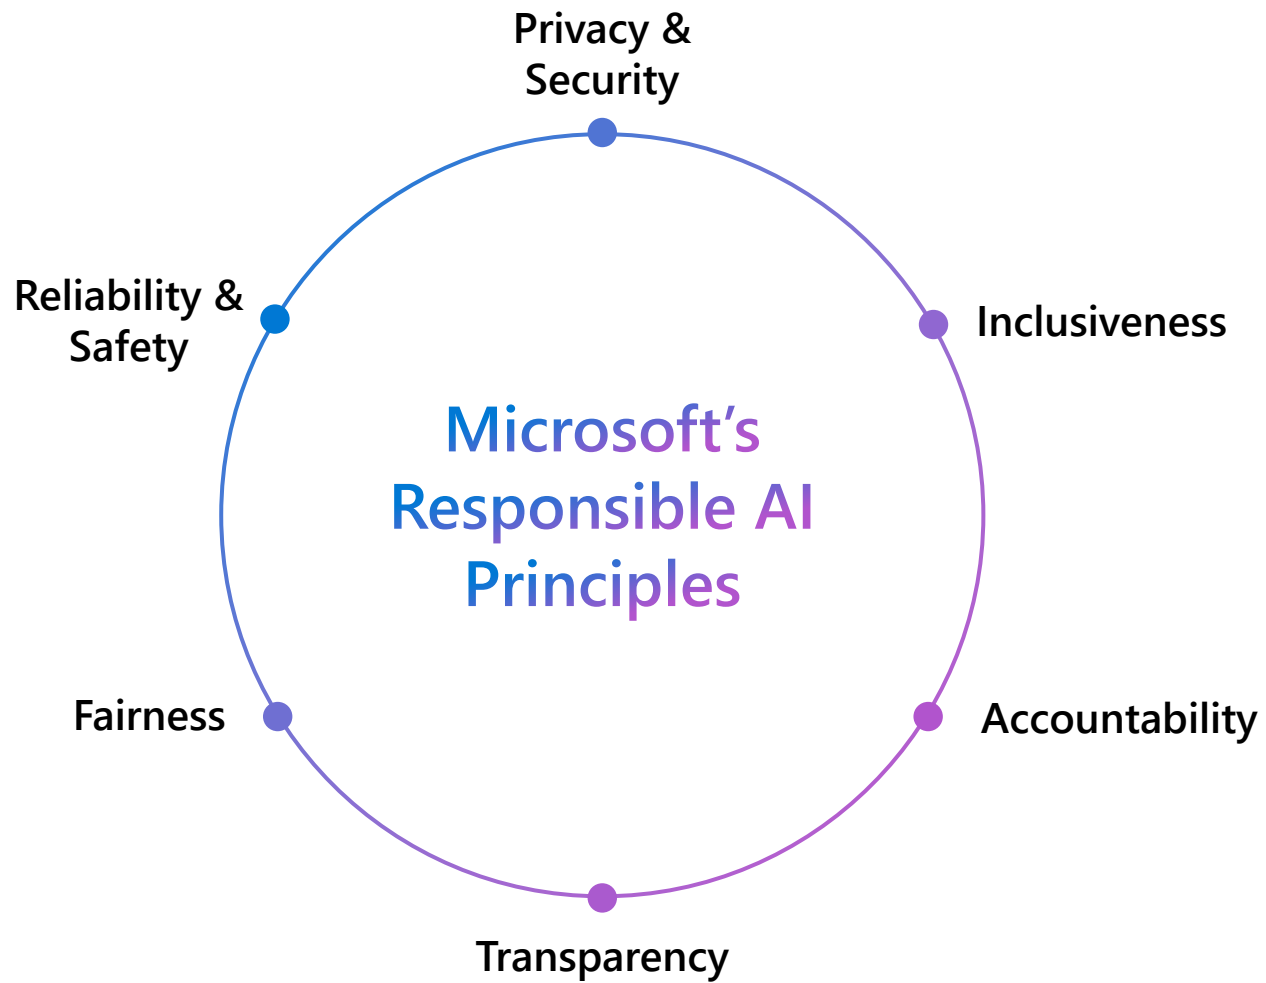 Privacy &
Security
Reliability &
Safety
Inclusiveness
Microsoft’s
Responsible AI
Principles
Fairness
Accountability
Transparency